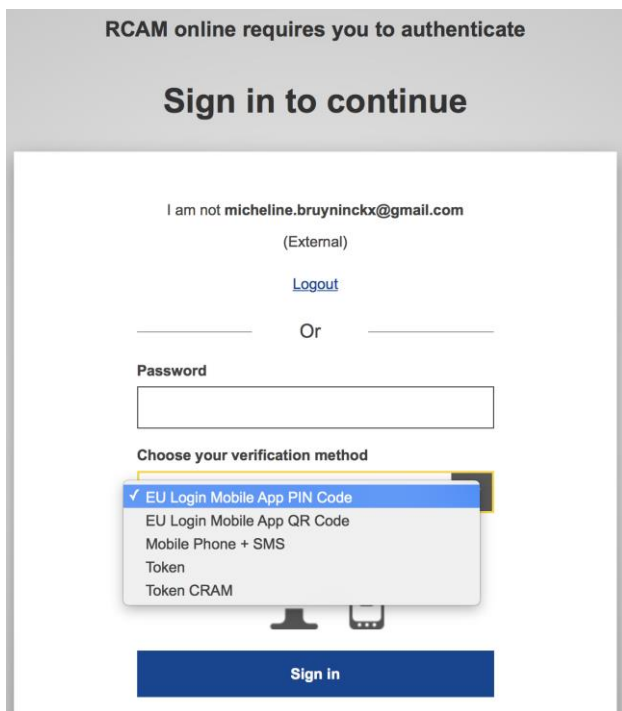 RCAM online requires you to authenticate
Sign in to continue
I am not micheline.bruyninckx@gmail.com
(External)
Logout
Or
Password
Choose your verification method
✓ EU Login Mobile App PIN Code
EU Login Mobile App QR Code
Mobile Phone + SMS
Token
Token CRAM
Sign in